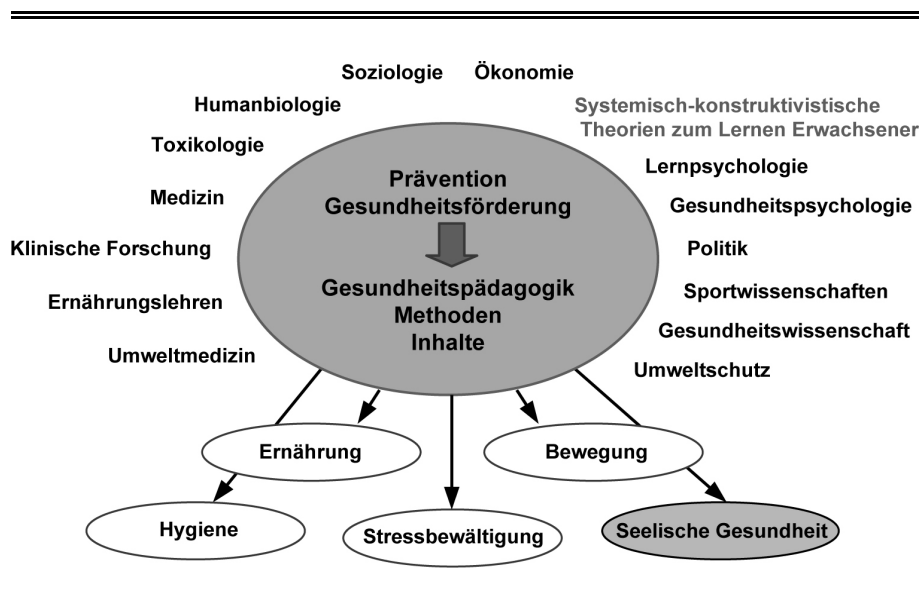 Soziologie
Ökonomie
Humanbiologie
Systemisch-konstruktivistische
Theorien zum Lernen Erwachsener
Toxikologie
Lernpsychologie
Prävention
Gesundheitsförderung
Medizin
Gesundheitspsychologie
Klinische Forschung
Politik
Gesundheitspädagogik
Methoden
Inhalte
Ernährungslehren
Sportwissenschaften
Gesundheitswissenschaft
Umweltmedizin
Umweltschutz
Ernährung
Bewegung
Hygiene
Stressbewältigung
Seelische Gesundheit